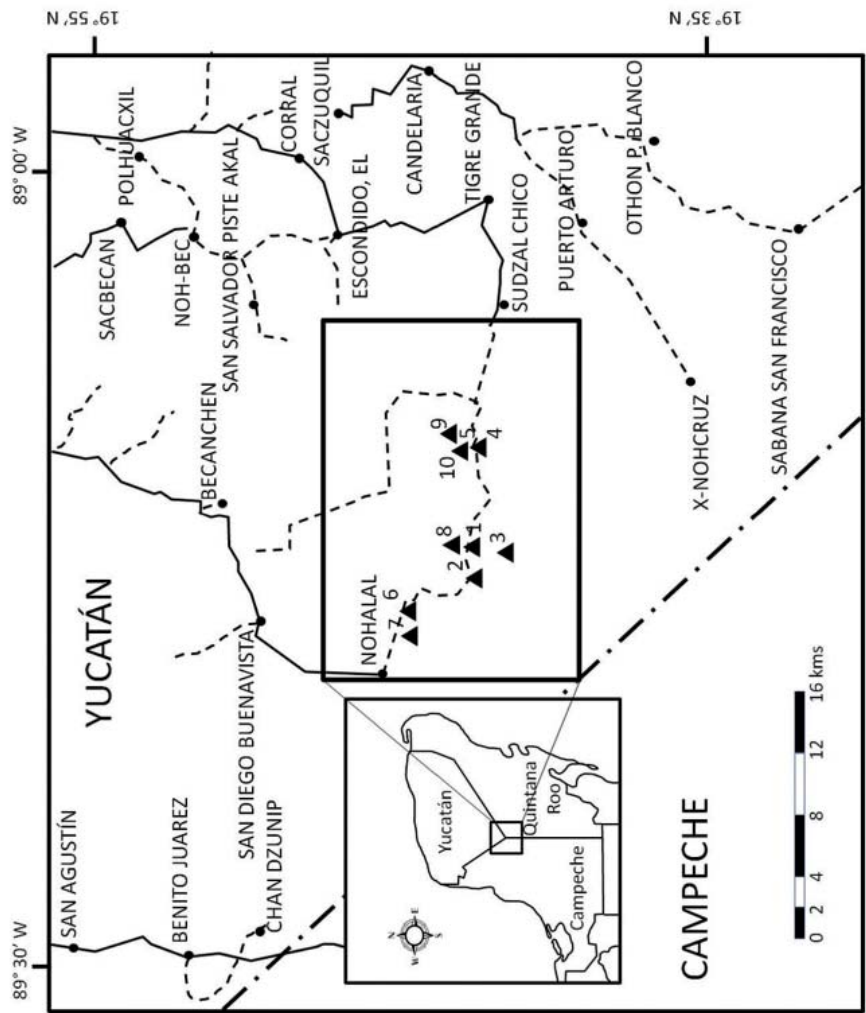 89° 30′ W
89° 00′ W
19° 55′ N
19° 35′ N
YUCATÁN
SAN AGUSTÍN
BENITO JUAREZ
CHAN DZUNIP
SAN DIEGO BUENAVISTA
BECANCHEN
SACBECAN
POLHUACXIL
NOH-BEC
SAN SALVADOR PISTE AKAL
CORRAL
ESCONDIDO, EL
SACZUQUIL
CANDELARIA
TIGRE GRANDE
SUDZAL CHICO
PUERTO ARTURO
OTHON P. BLANCO
X-NOHCRUZ
SABANA SAN FRANCISCO
NOHALAL
7
6
2
8
1
3
10
9
5
4
Yucatán
Quintana
Roo
Campeche
N
E
S
W
CAMPECHE
0 2 4 8 12 16 kms